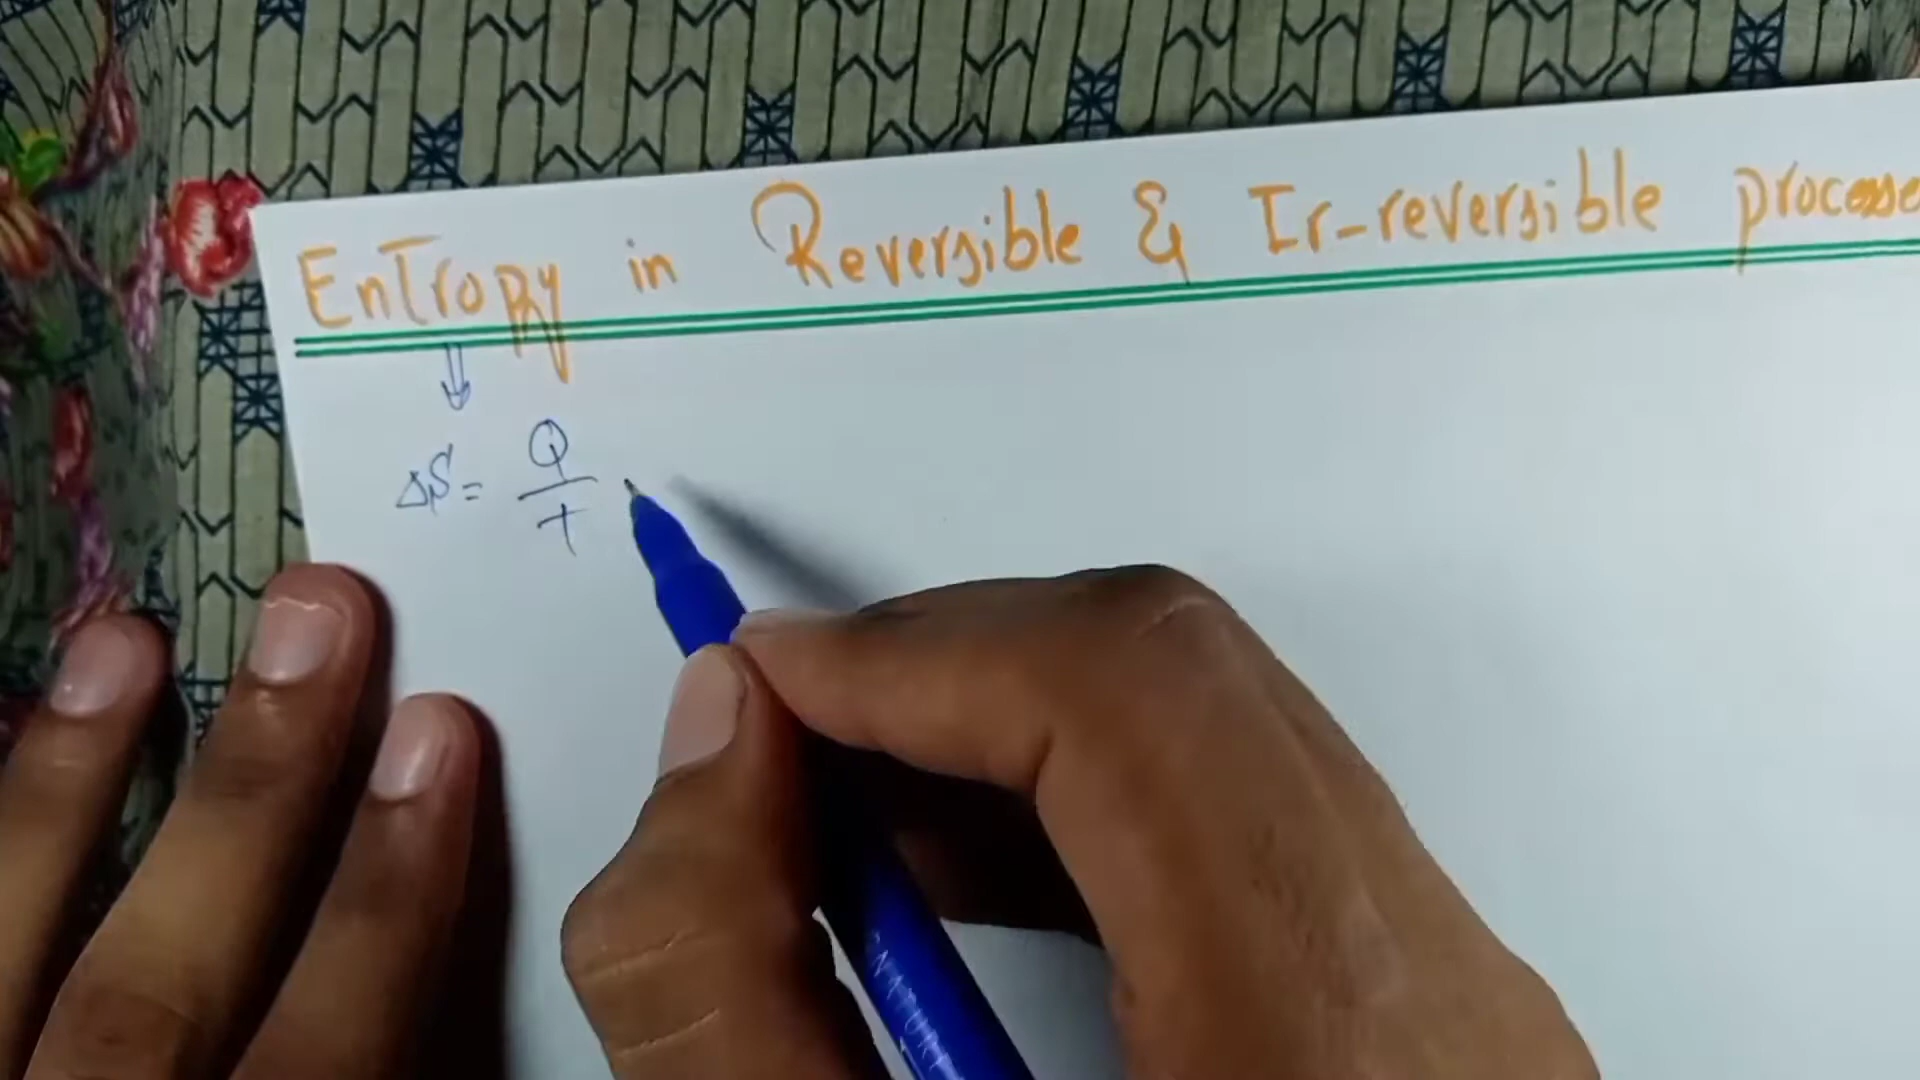 EnTropy in Reversible & Ir-reversible processe
⇓
ΔS = Q/T